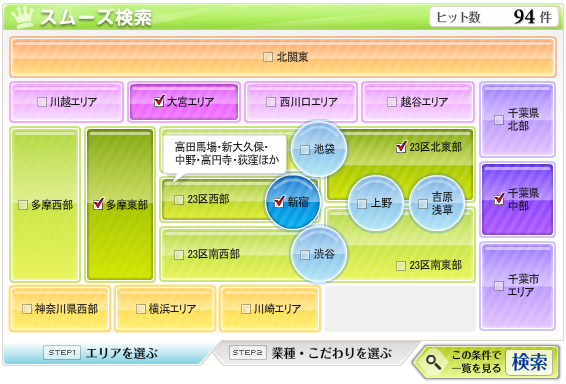 スムーズ検索
ヒット数 94 件
北関東
川越エリア
大宮エリア
西川口エリア
越谷エリア
千葉県
北部
高田馬場・新大久保・
中野・高円寺・荻窪ほか
池袋
23区北東部
多摩西部
多摩東部
23区西部
新宿
上野
吉原
浅草
千葉県
中部
23区南西部
渋谷
23区南東部
千葉市
エリア
神奈川県西部
横浜エリア
川崎エリア
STEP1 エリアを選ぶ
STEP2 業種・こだわりを選ぶ
この条件で
一覧を見る
検索